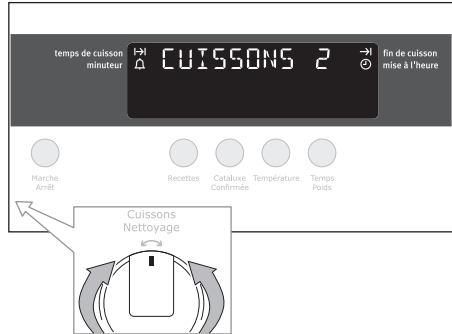 temps de cuisson
minuteur
CUISSONS 2
fin de cuisson
mise à l'heure
Marche
Arrêt
Recettes
Cataluxe
Confirmée
Température
Temps
Poids
Cuissons
Nettoyage